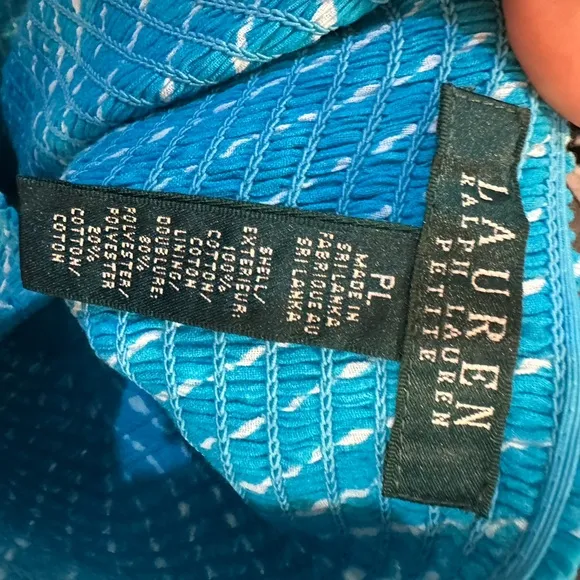 LAUREN
RALPH LAUREN
PETITE
PL
MADE IN
SRI LANKA
FABRIQUE AU
SRI LANKA
SHELL/
EXTERIEUR:
100%
COTTON/
COTON
LINING/
DOUBLURE:
80%
POLYESTER/
POLYESTER
20%
COTTON/
COTON